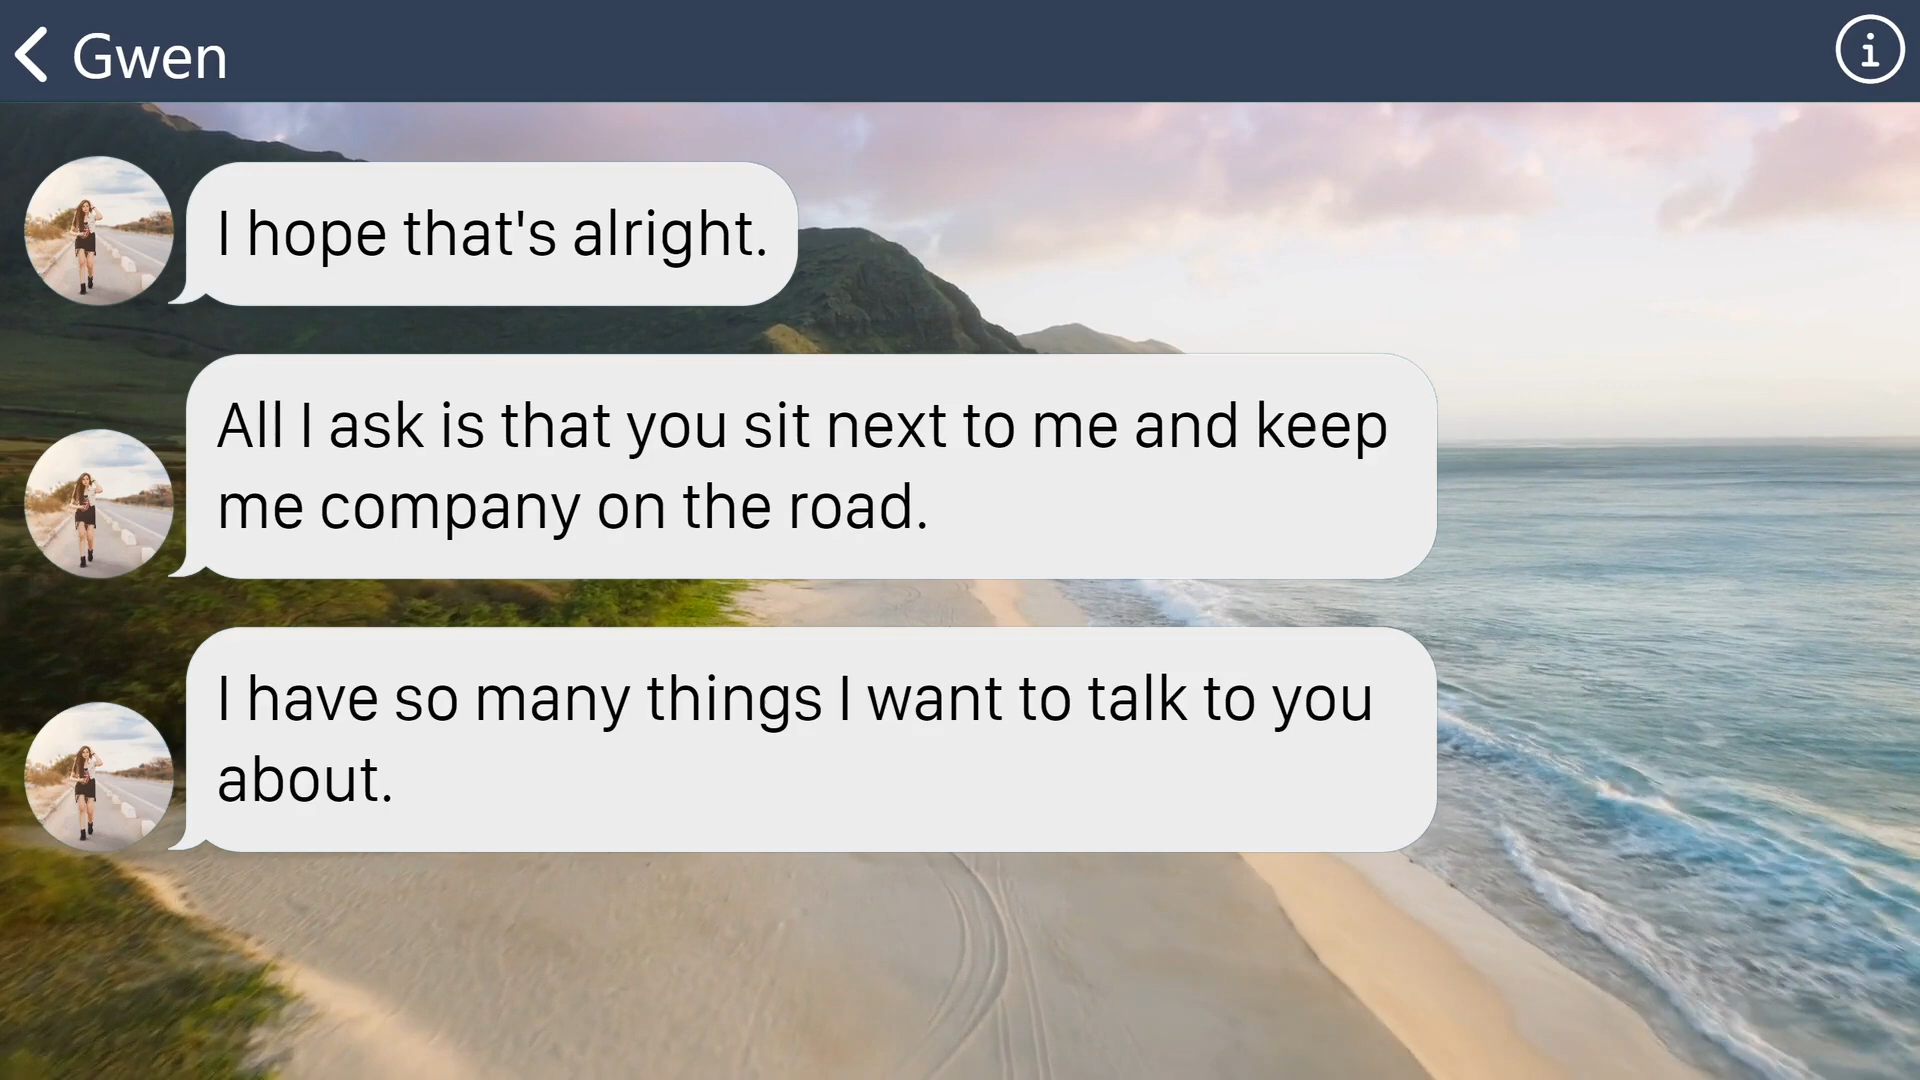 Gwen
I hope that's alright.
All I ask is that you sit next to me and keep
me company on the road.
I have so many things I want to talk to you
about.